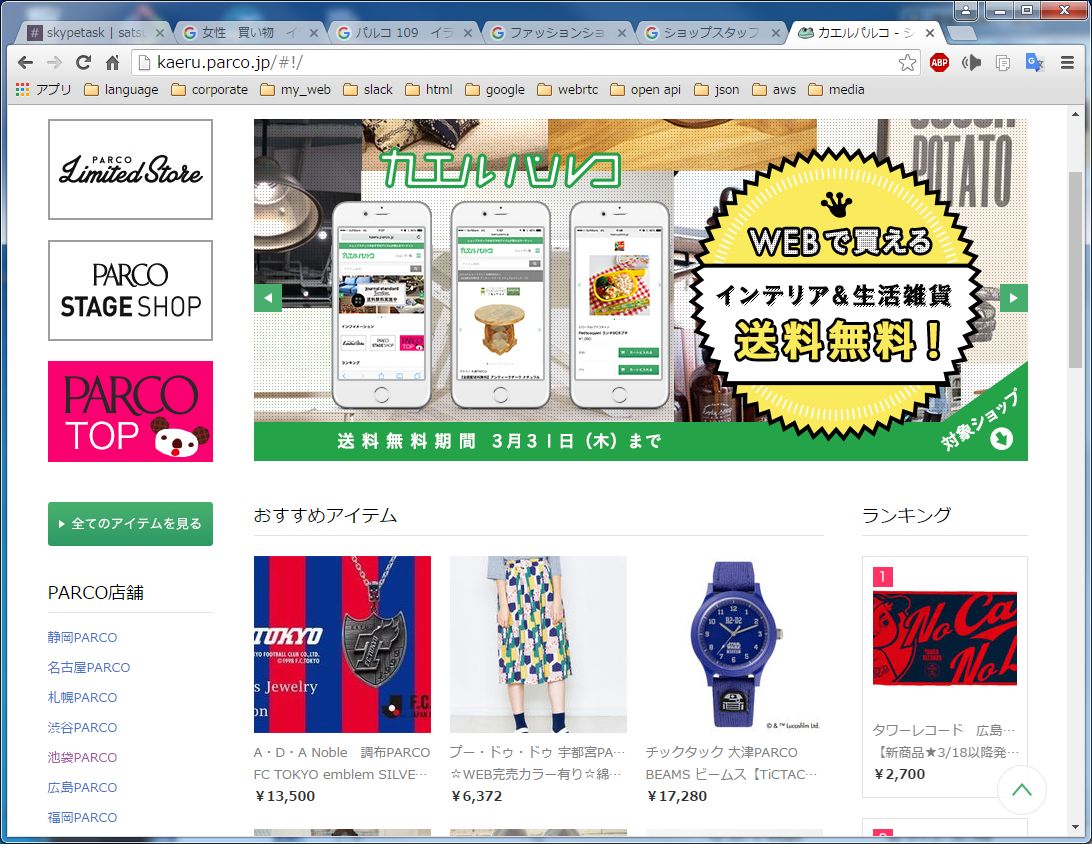 skypetask | sats
女性　買い物　イ
パルコ 109　イラ
ファッションショ
ショップスタッフ
カエルパルコ - シ
kaeru.parco.jp/#!/
ABP
アプリ
language
corporate
my_web
slack
html
google
webrtc
open api
json
aws
media
PARCO
Limited Store
PARCO
STAGE SHOP
PARCO
TOP
カエルパルコ
POTATO
WEBで買える
インテリア&生活雑貨
送料無料!
送料無料期間 3月31日(木)まで
対象ショップ
全てのアイテムを見る
PARCO店舗
静岡PARCO
名古屋PARCO
札幌PARCO
渋谷PARCO
池袋PARCO
広島PARCO
福岡PARCO
おすすめアイテム
TOKYO
s Jewelry
A・D・A Noble　調布PARCO
FC TOKYO emblem SILVE…
￥13,500
プー・ドゥ・ドゥ 宇都宮PA…
☆WEB完売カラー有り☆綿…
￥6,372
© & ™ Lucasfilm Ltd.
チックタック 大津PARCO
BEAMS ビームス【TiCTAC…
￥17,280
ランキング
1
No Ca
No L
タワーレコード　広島…
【新商品★3/18以降発…
￥2,700